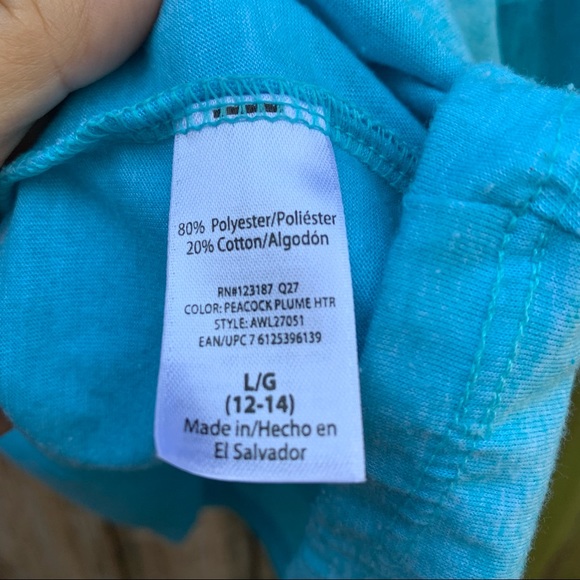 80% Polyester/Poliéster
20% Cotton/Algodón
RN#123187 Q27
COLOR: PEACOCK PLUME HTR
STYLE: AWL27051
EAN/UPC 7 6125396139
L/G
(12-14)
Made in/Hecho en
El Salvador